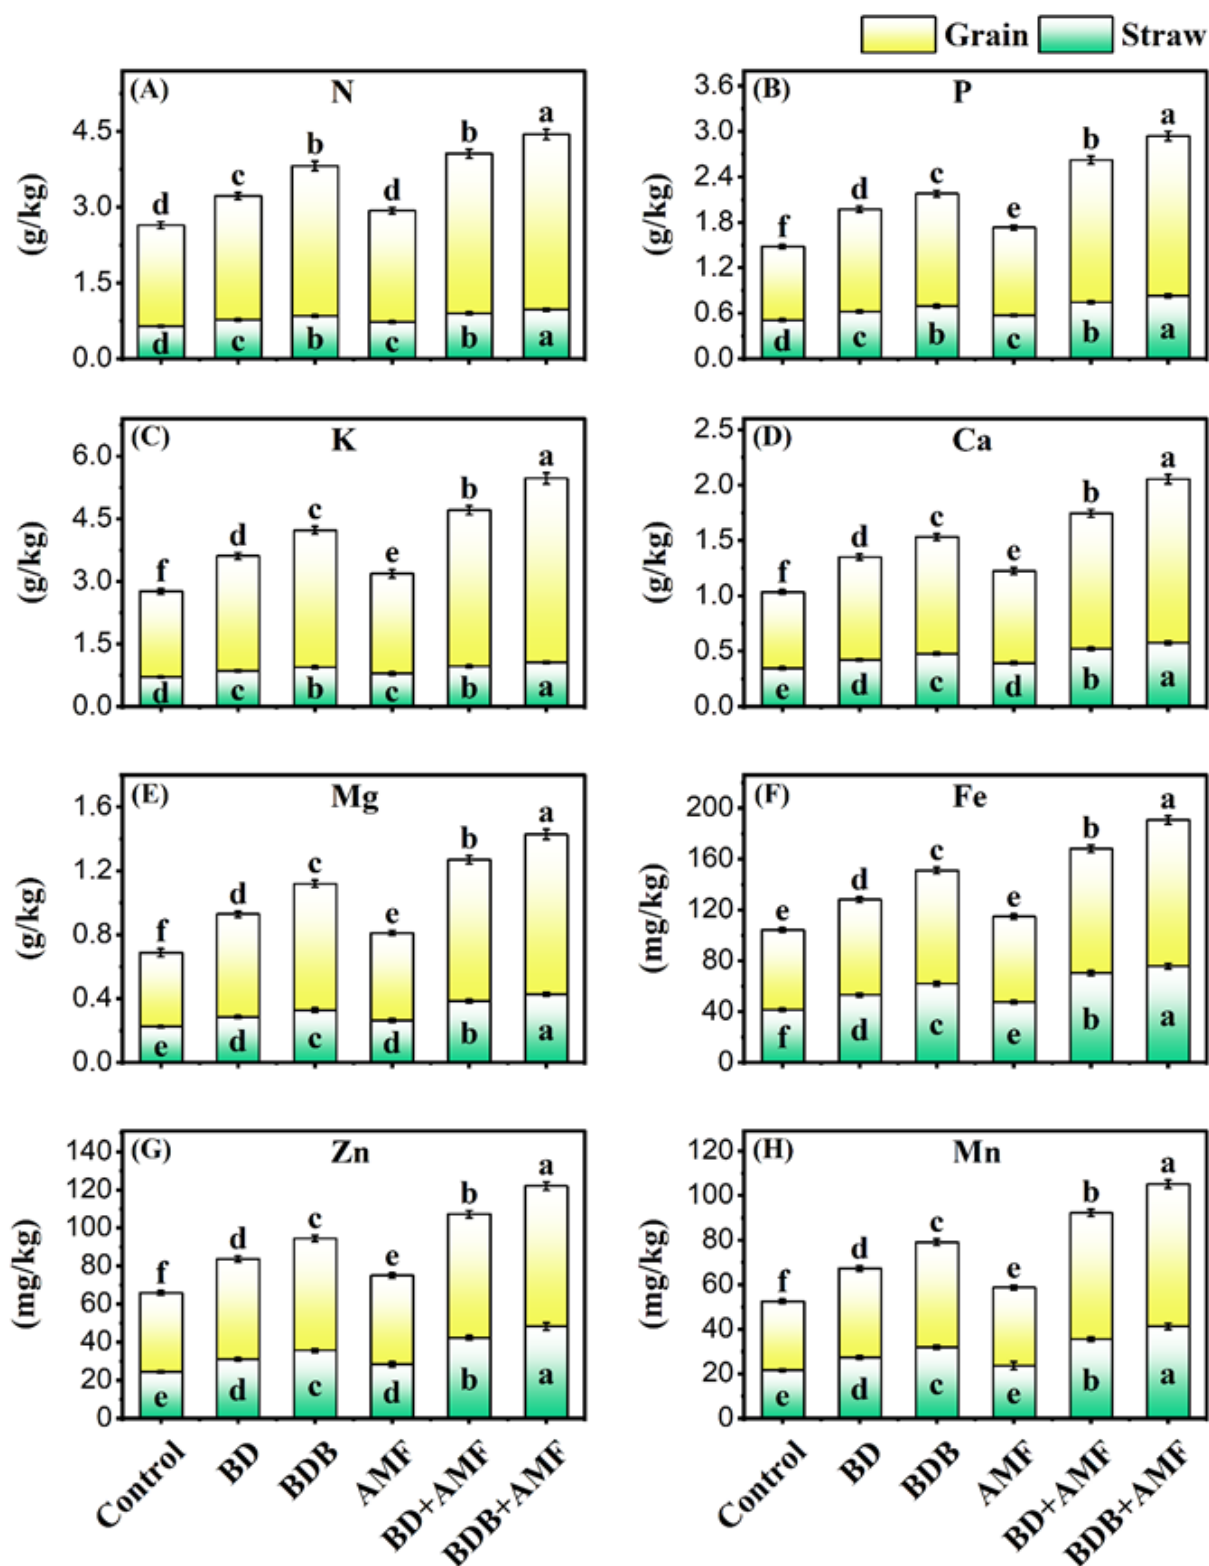 Grain Straw
(A) N
(g/kg)
4.5
3.0
1.5
0.0
d c b d b a
d c b c b a
(B) P
(g/kg)
3.6
3.0
2.4
1.8
1.2
0.6
0.0
f d c e b a
d c b c b a
(C) K
(g/kg)
6.0
4.5
3.0
1.5
0.0
f d c e b a
d c b c b a
(D) Ca
(g/kg)
2.5
2.0
1.5
1.0
0.5
0.0
f d c e b a
e d c d b a
(E) Mg
(g/kg)
1.6
1.2
0.8
0.4
0.0
f d c e b a
e d c d b a
(F) Fe
(mg/kg)
200
160
120
80
40
0
e d c e b a
f d c e b a
(G) Zn
(mg/kg)
140
120
100
80
60
40
20
0
f d c e b a
e d c d b a
Control BD BDB AMF BD+AMF BDB+AMF
(H) Mn
(mg/kg)
120
100
80
60
40
20
0
f d c e b a
e d c e b a
Control BD BDB AMF BD+AMF BDB+AMF